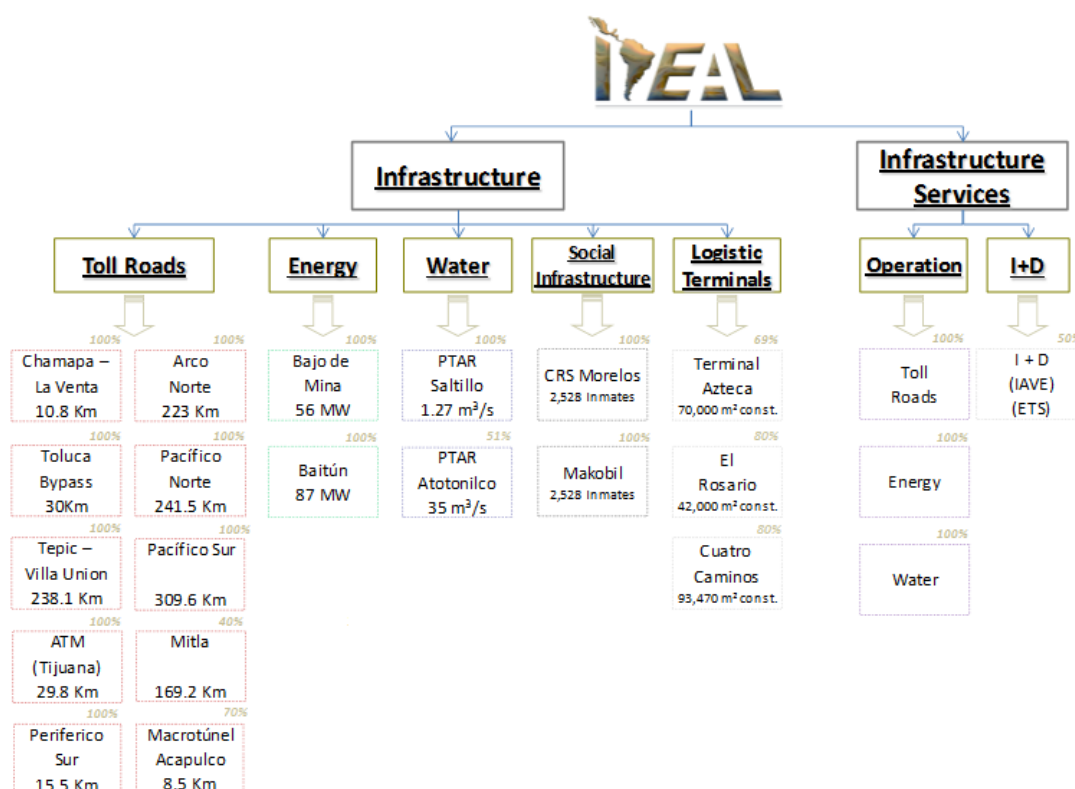 IDEAL
Infrastructure
Infrastructure
Services
Toll Roads
Energy
Water
Social
Infrastructure
Logistic
Terminals
Operation
I+D
100%
Chamapa –
La Venta
10.8 Km
100%
Arco
Norte
223 Km
100%
Toluca
Bypass
30Km
100%
Pacífico
Norte
241.5 Km
100%
Tepic –
Villa Union
238.1 Km
100%
Pacífico Sur
309.6 Km
100%
ATM
(Tijuana)
29.8 Km
40%
Mitla
169.2 Km
100%
Periferico
Sur
15.5 Km
70%
Macrotúnel
Acapulco
8.5 Km
100%
Bajo de
Mina
56 MW
100%
Baitún
87 MW
100%
PTAR
Saltillo
1.27 m³/s
51%
PTAR
Atotonilco
35 m³/s
100%
CRS Morelos
2,528 Inmates
100%
Makobil
2,528 Inmates
69%
Terminal
Azteca
70,000 m² const.
80%
El
Rosario
42,000 m² const.
80%
Cuatro
Caminos
93,470 m² const.
100%
Toll
Roads
100%
Energy
100%
Water
50%
I + D
(IAVE)
(ETS)